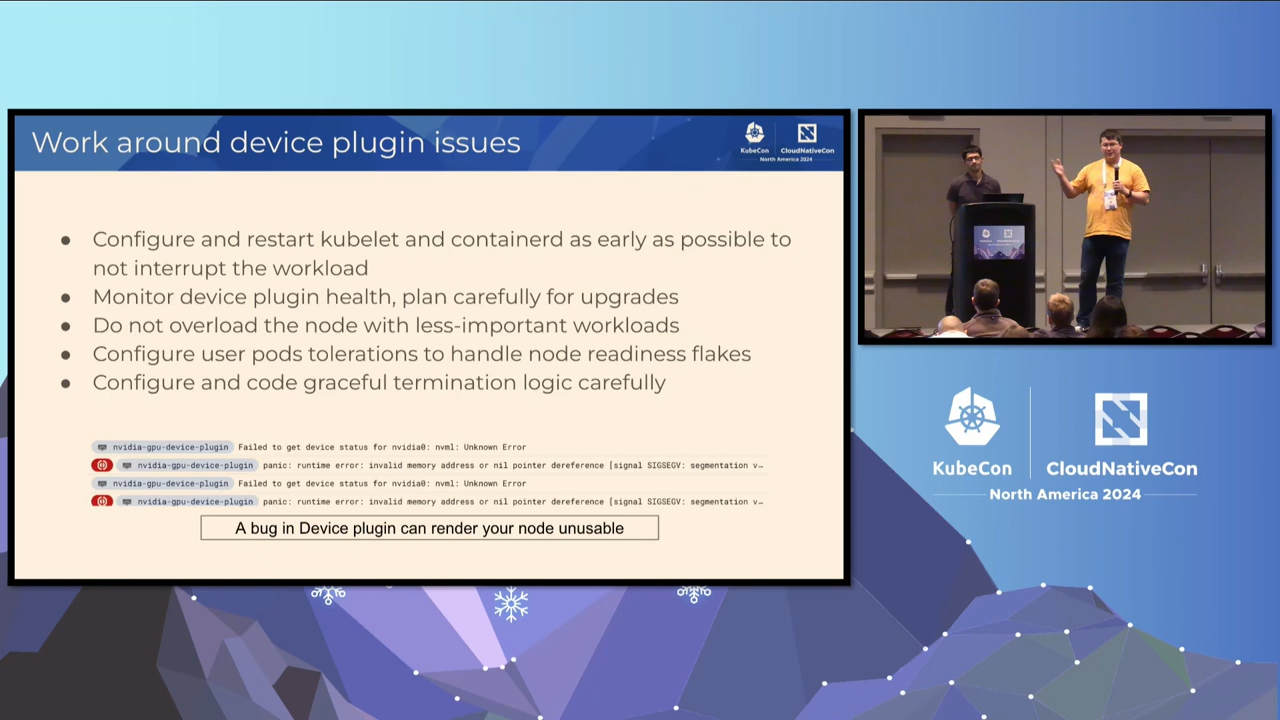 Work around device plugin issues
KubeCon
CloudNativeCon
North America 2024
● Configure and restart kubelet and containerd as early as possible to
not interrupt the workload
● Monitor device plugin health, plan carefully for upgrades
● Do not overload the node with less-important workloads
● Configure user pods tolerations to handle node readiness flakes
● Configure and code graceful termination logic carefully
nvidia-gpu-device-plugin Failed to get device status for nvidia0: nvml: Unknown Error
nvidia-gpu-device-plugin panic: runtime error: invalid memory address or nil pointer dereference [signal SIGSEGV: segmentation v…
nvidia-gpu-device-plugin Failed to get device status for nvidia0: nvml: Unknown Error
nvidia-gpu-device-plugin panic: runtime error: invalid memory address or nil pointer dereference [signal SIGSEGV: segmentation v…
A bug in Device plugin can render your node unusable
KubeCon
CloudNativeCon
North America 2024